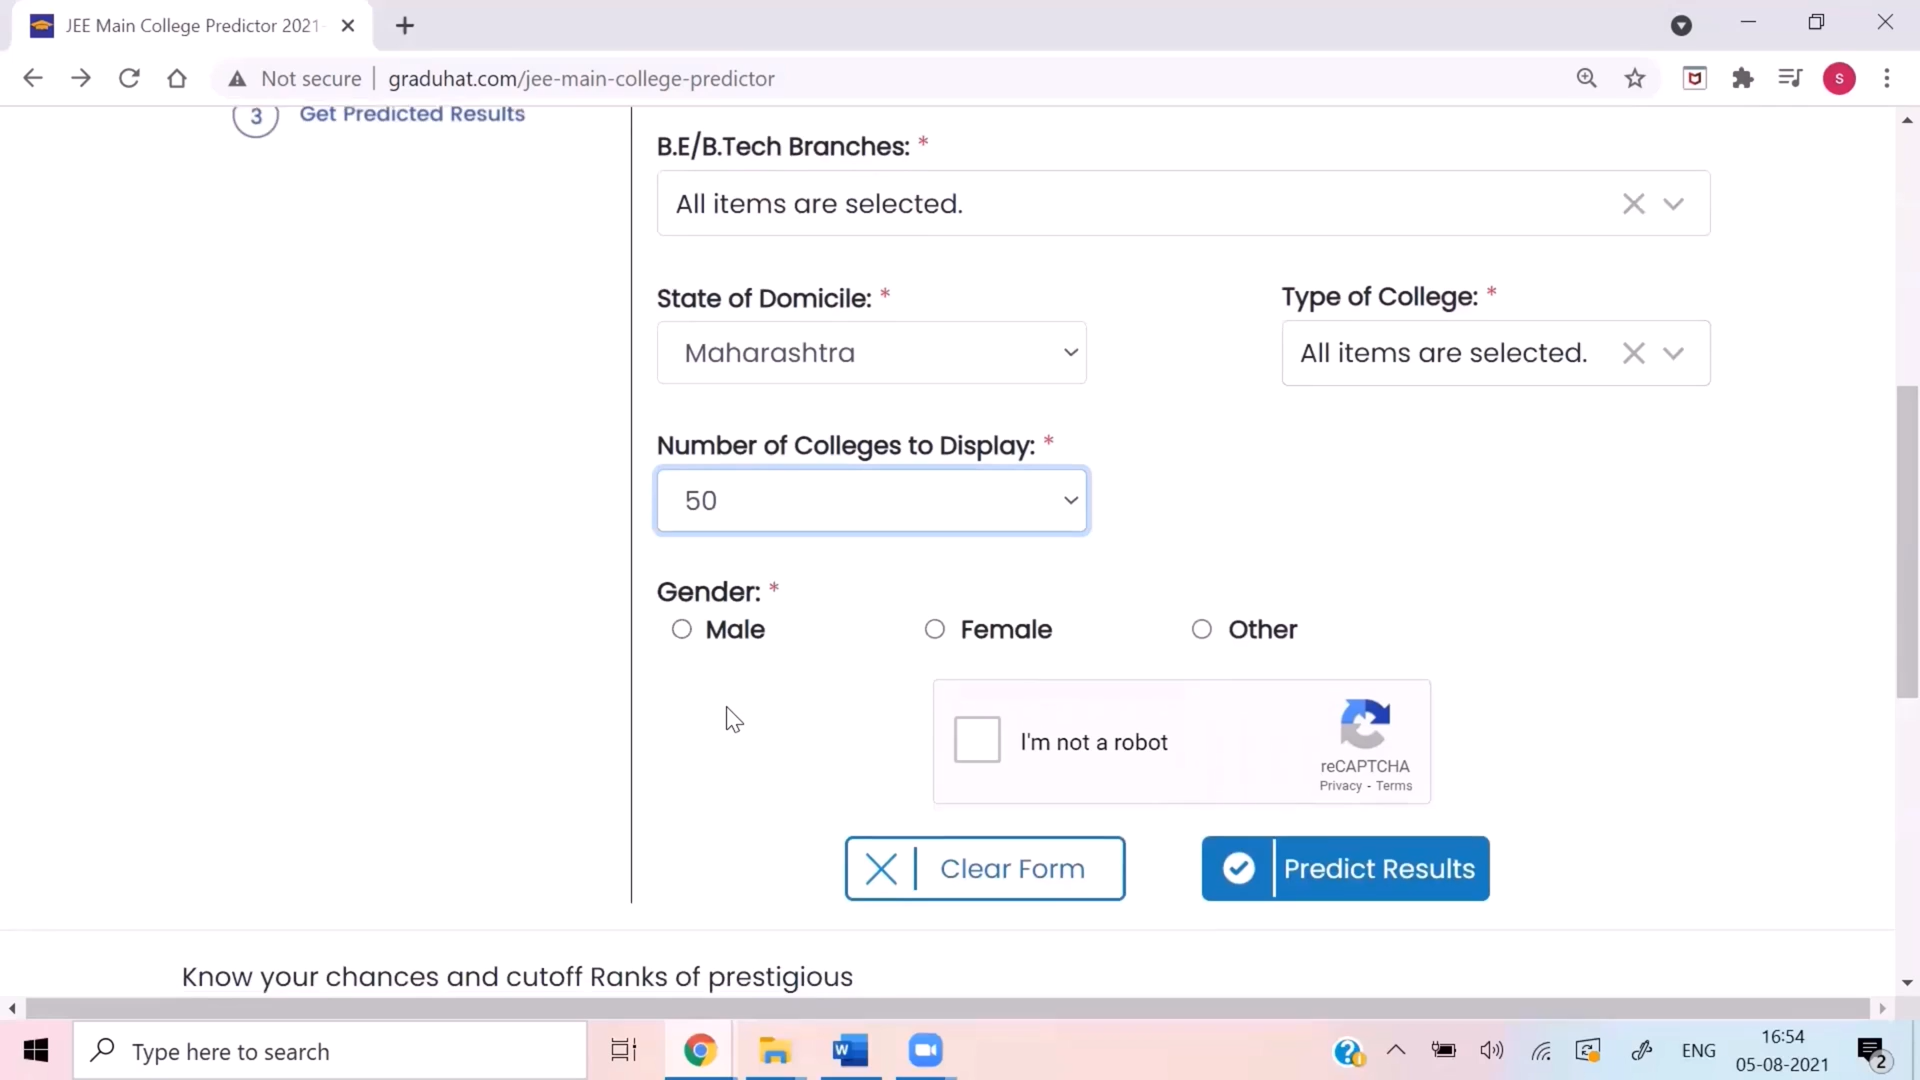 JEE Main College Predictor 2021
Not secure
graduhat.com/jee-main-college-predictor
S
3
Get Predicted Results
B.E/B.Tech Branches: *
All items are selected.
State of Domicile: *
Type of College: *
Maharashtra
All items are selected.
Number of Colleges to Display: *
50
Gender: *
Male
Female
Other
I'm not a robot
reCAPTCHA
Privacy - Terms
Clear Form
Predict Results
Know your chances and cutoff Ranks of prestigious
Type here to search
W
ENG
16:54
05-08-2021
2